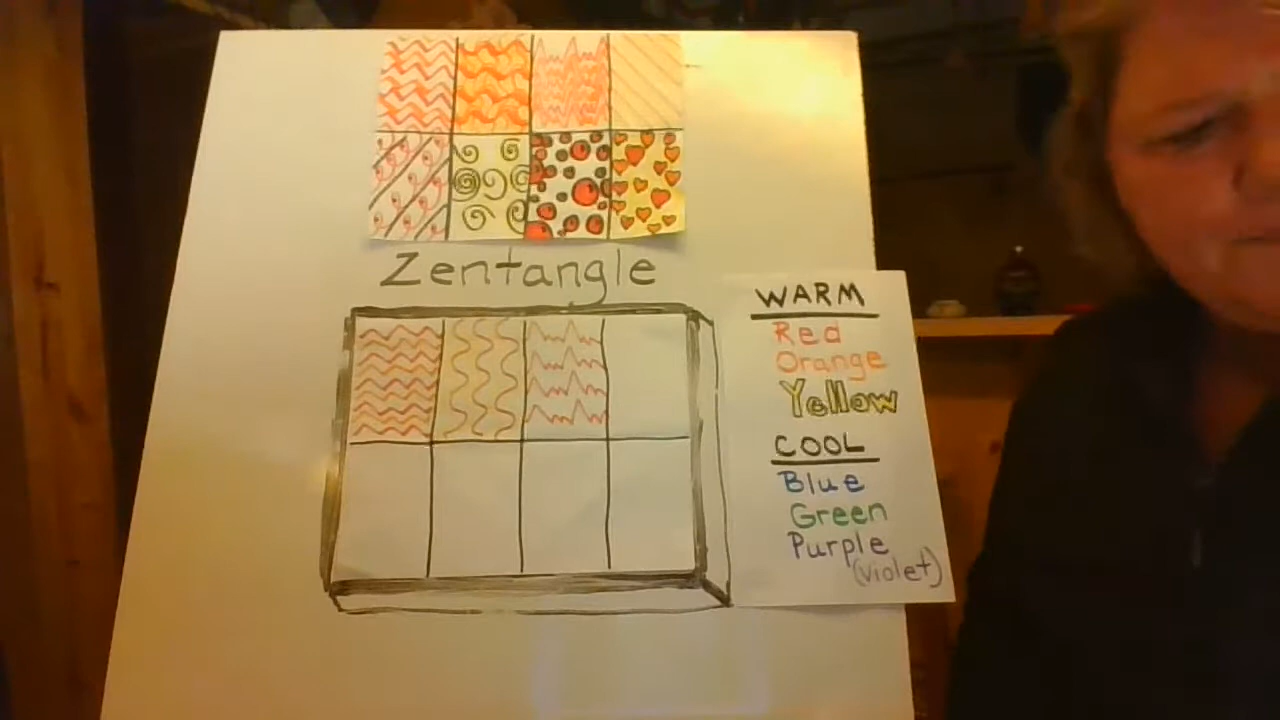 Zentangle
WARM
Red
Orange
Yellow
COOL
Blue
Green
Purple
(violet)